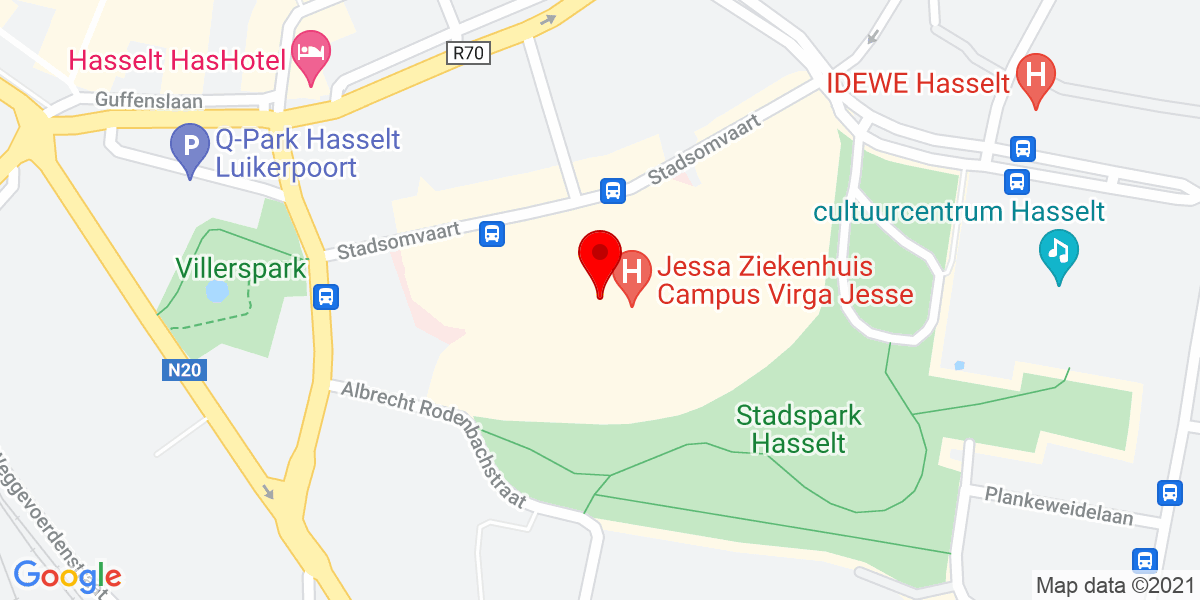 Hasselt HasHotel
R70
IDEWE Hasselt
H
Guffenslaan
P
Q-Park Hasselt
Luikerpoort
Stadsomvaart
cultuurcentrum Hasselt
Stadsomvaart
Villerspark
H
Jessa Ziekenhuis
Campus Virga Jesse
N20
Albrecht Rodenbachstraat
Stadspark
Hasselt
Plankeweidelaan
Google
Map data ©2021